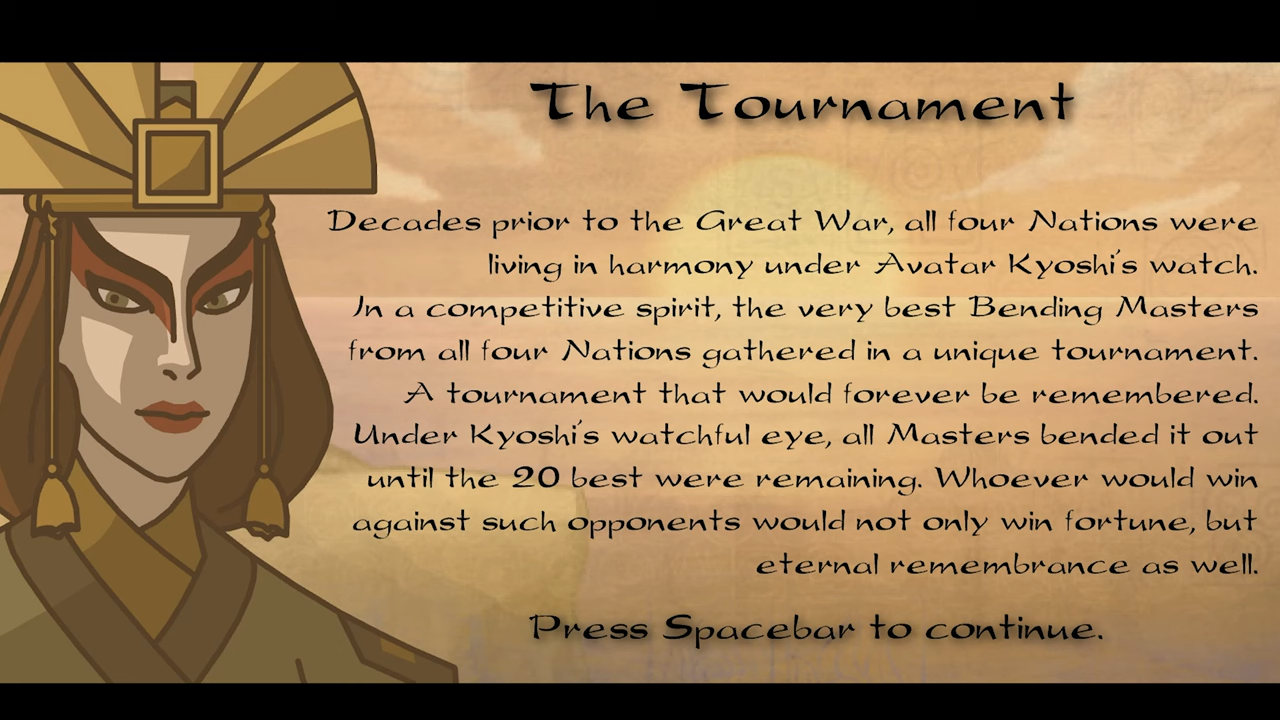 The Tournament
Decades prior to the Great War, all four Nations were
living in harmony under Avatar Kyoshi's watch.
In a competitive spirit, the very best Bending Masters
from all four Nations gathered in a unique tournament.
A tournament that would forever be remembered.
Under Kyoshi's watchful eye, all Masters bended it out
until the 20 best were remaining. Whoever would win
against such opponents would not only win fortune, but
eternal remembrance as well.
Press Spacebar to continue.